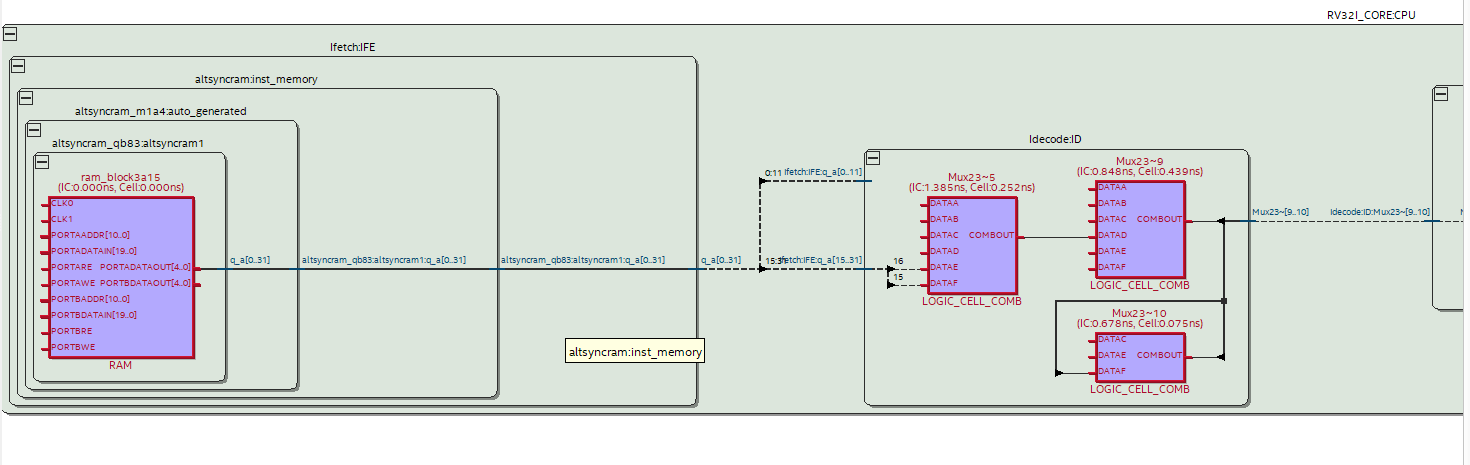 RV32I_CORE:CPU
Ifetch:IFE
altsyncram:inst_memory
altsyncram_m1a4:auto_generated
altsyncram_qb83:altsyncram1
ram_block3a15
(IC:0.000ns, Cell:0.000ns)
CLK0
CLK1
PORTAADDR[10..0]
PORTADATAIN[19..0]
PORTARE PORTADATAOUT[4..0]
PORTAWE PORTBDATAOUT[4..0]
PORTBADDR[10..0]
PORTBDATAIN[19..0]
PORTBRE
PORTBWE
RAM
q_a[0..31]
altsyncram_qb83:altsyncram1:q_a[0..31]
altsyncram_qb83:altsyncram1:q_a[0..31]
q_a[0..31]
altsyncram:inst_memory
0:11 Ifetch:IFE:q_a[0..11]
15:31 Ifetch:IFE:q_a[15..31]
Idecode:ID
16
15
Mux23~5
(IC:1.385ns, Cell:0.252ns)
DATAA
DATAB
DATAC COMBOUT
DATAD
DATAE
DATAF
LOGIC_CELL_COMB
Mux23~9
(IC:0.848ns, Cell:0.439ns)
DATAA
DATAB
DATAC COMBOUT
DATAD
DATAE
DATAF
LOGIC_CELL_COMB
Mux23~10
(IC:0.678ns, Cell:0.075ns)
DATAC
DATAE COMBOUT
DATAF
LOGIC_CELL_COMB
Mux23~[9..10]
Idecode:ID:Mux23~[9..10]